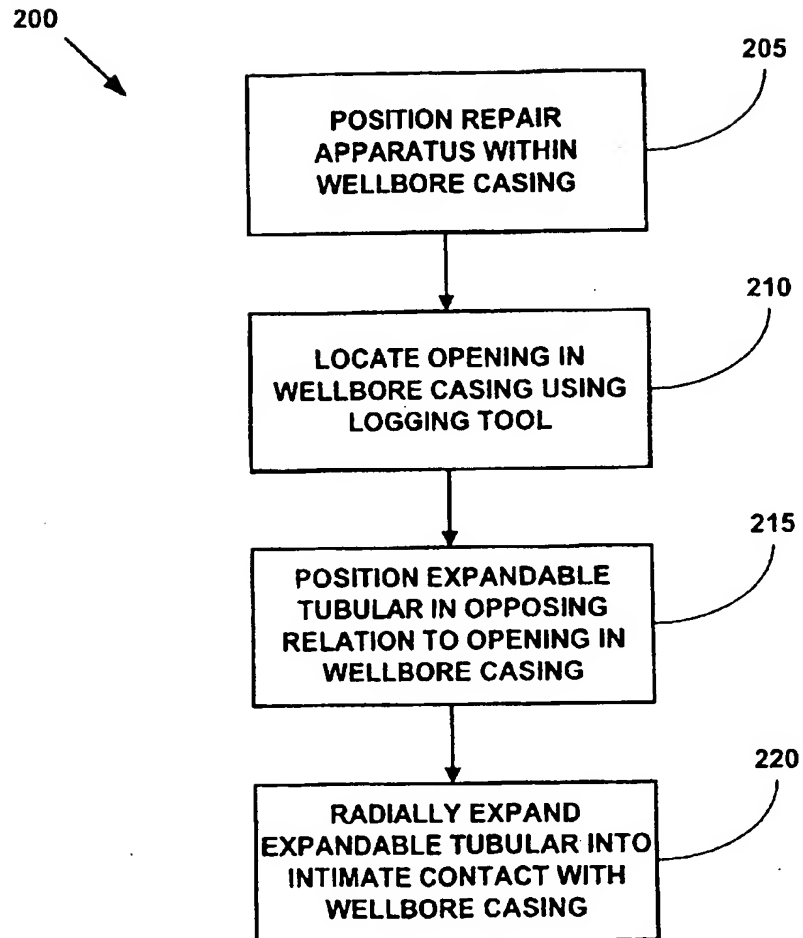 200
205
POSITION REPAIR
APPARATUS WITHIN
WELLBORE CASING
210
LOCATE OPENING IN
WELLBORE CASING USING
LOGGING TOOL
215
POSITION EXPANDABLE
TUBULAR IN OPPOSING
RELATION TO OPENING IN
WELLBORE CASING
220
RADIALLY EXPAND
EXPANDABLE TUBULAR INTO
INTIMATE CONTACT WITH
WELLBORE CASING